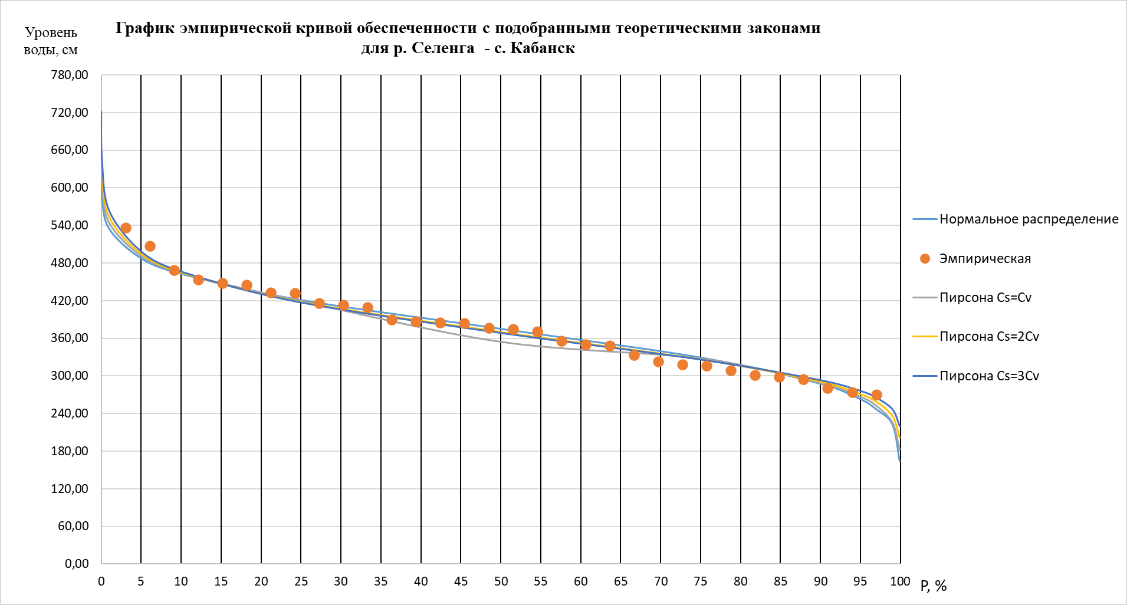 График эмпирической кривой обеспеченности с подобранными теоретическими законами
для р. Селенга - с. Кабанск
Уровень
воды, см
780,00
720,00
660,00
600,00
540,00
480,00
420,00
360,00
300,00
240,00
180,00
120,00
60,00
0,00
0 5 10 15 20 25 30 35 40 45 50 55 60 65 70 75 80 85 90 95 100
P, %
Нормальное распределение
Эмпирическая
Пирсона Cs=Cv
Пирсона Cs=2Cv
Пирсона Cs=3Cv